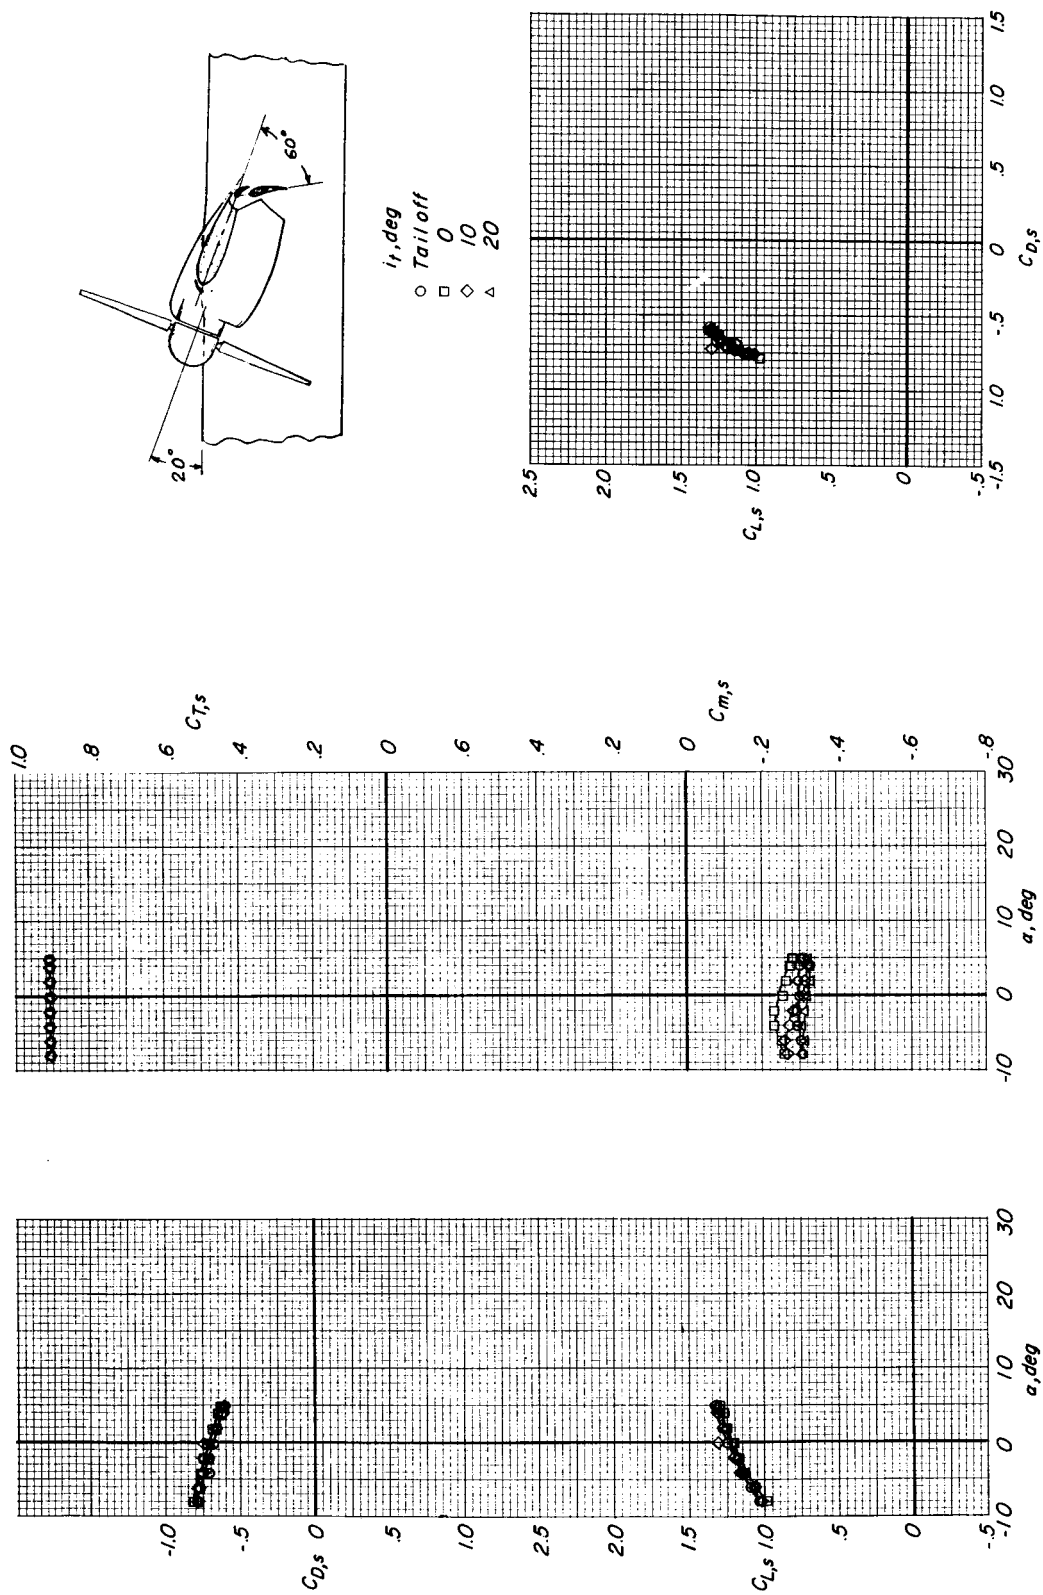 20°
60°
i_t, deg
○ Tail off
□ 0
◇ 10
△ 20
2.5
2.0
1.5
C_L,s 1.0
.5
0
-.5
-1.5 1.0 -.5 0 .5 1.0 1.5
C_D,s
1.0
.8
.6
C_T,s
.4
.2
0
.6
.4
.2
0
C_m,s
-.2
-.4
-.6
-.8
-10 0 10 20 30
α, deg
-1.0
C_D,s -.5
0
.5
1.0
1.5
2.0
1.5
C_L,s 1.0
.5
0
-.5
-10 0 10 20 30
α, deg